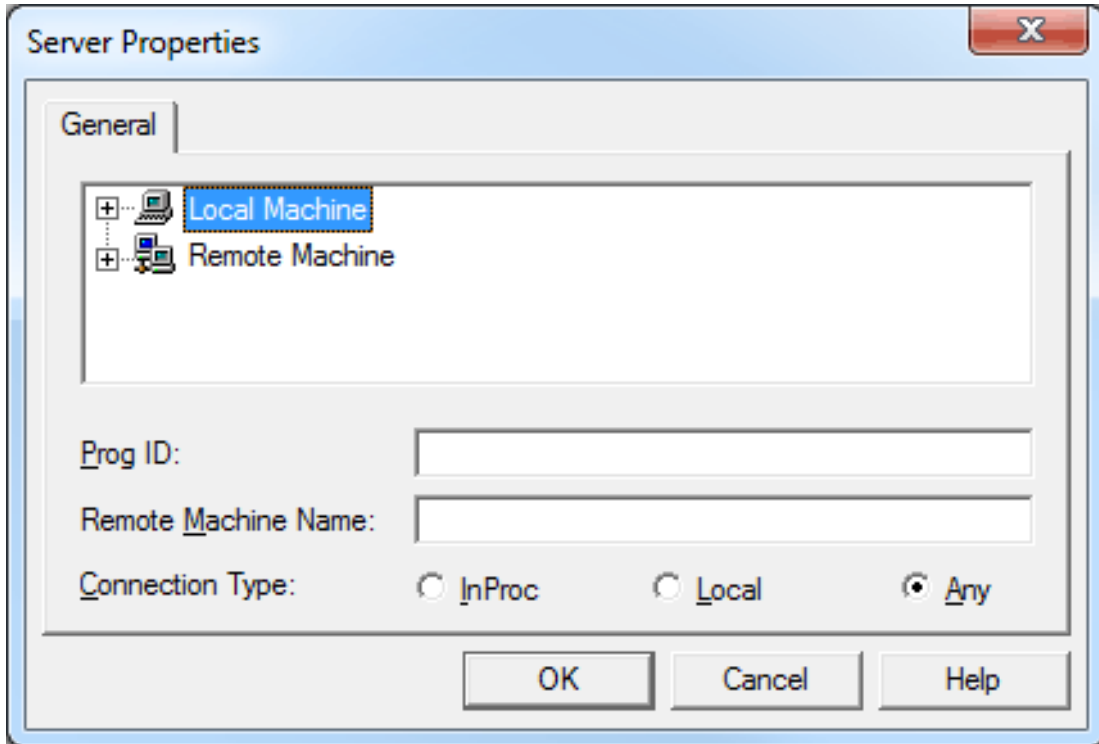 Server Properties
General
Local Machine
Remote Machine
Prog ID:
Remote Machine Name:
Connection Type: InProc Local Any
OK Cancel Help